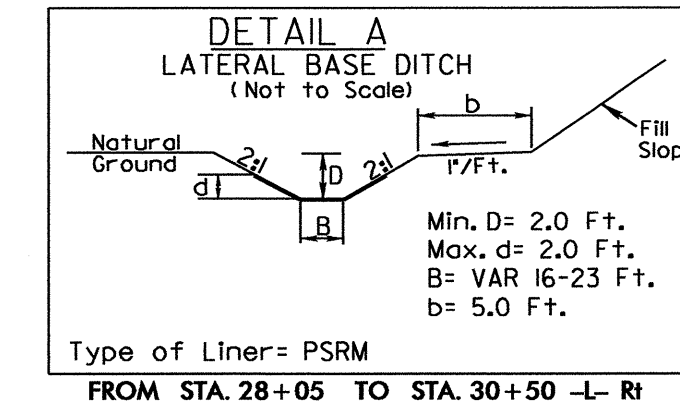 DETAIL A
LATERAL BASE DITCH
(Not to Scale)
b
Natural
Ground
2:1
D
2:1
1"/Ft.
Fill
Slop
d
B
Min. D= 2.0 Ft.
Max. d= 2.0 Ft.
B= VAR 16-23 Ft.
b= 5.0 Ft.
Type of Liner= PSRM
FROM STA. 28+05 TO STA. 30+50 -L- Rt